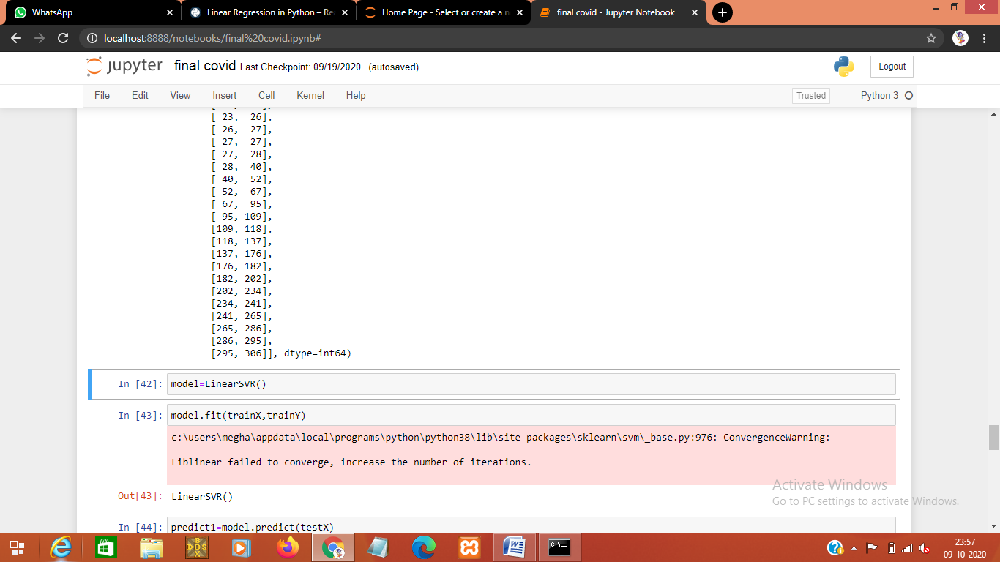 WhatsApp
Linear Regression in Python – Re
Home Page - Select or create a n
final covid - Jupyter Notebook
localhost:8888/notebooks/final%20covid.ipynb#
jupyter final covid Last Checkpoint: 09/19/2020 (autosaved)
Logout
File Edit View Insert Cell Kernel Help
Trusted
Python 3
[ 23,  26],
[ 26,  27],
[ 27,  27],
[ 27,  28],
[ 28,  40],
[ 40,  52],
[ 52,  67],
[ 67,  95],
[ 95, 109],
[109, 118],
[118, 137],
[137, 176],
[176, 182],
[182, 202],
[202, 234],
[234, 241],
[241, 265],
[265, 286],
[286, 295],
[295, 306]], dtype=int64)
In [42]: model=LinearSVR()
In [43]: model.fit(trainX,trainY)
c:\users\megha\appdata\local\programs\python\python38\lib\site-packages\sklearn\svm\_base.py:976: ConvergenceWarning:
Liblinear failed to converge, increase the number of iterations.
Out[43]: LinearSVR()
In [44]: predict1=model.predict(testX)
Activate Windows
Go to PC settings to activate Windows.
23:57
09-10-2020